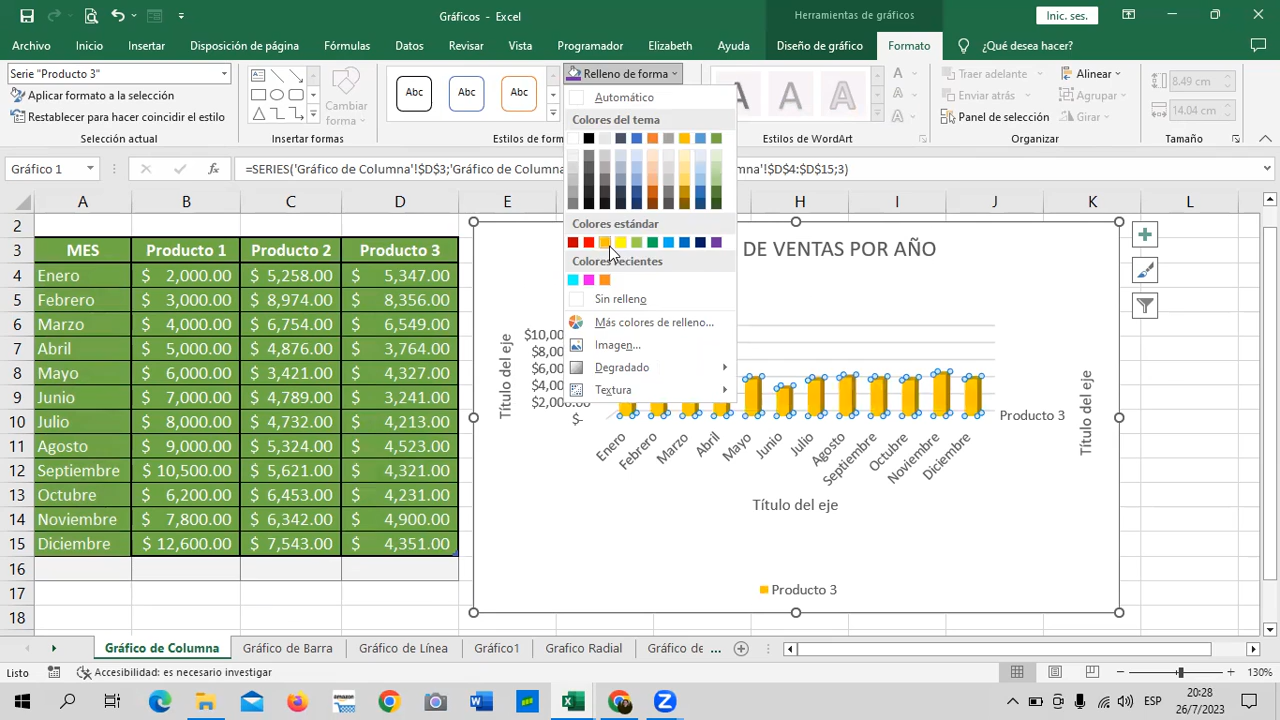 Gráficos - Excel
Herramientas de gráficos
Inic. ses.
Archivo Inicio Insertar Disposición de página Fórmulas Datos Revisar Vista Programador Elizabeth Ayuda Diseño de gráfico Formato ¿Qué desea hacer?
Serie "Producto 3"
Aplicar formato a la selección
Restablecer para hacer coincidir el estilo
Selección actual
Cambiar
forma
Insertar formas
Abc Abc Abc
Estilos de
Relleno de forma
Automático
Colores del tema
Colores estándar
Colores recientes
Sin relleno
Más colores de relleno...
Imagen...
Degradado
Textura
A A A
Estilos de WordArt
Traer adelante
Enviar atrás
Panel de selección
Alinear
Agrupar
Girar
Organizar
8.49 cm
14.04 cm
Tamaño
Gráfico 1
fx
=SERIES('Gráfico de Columna'!$D$3;'Gráfico de Colum
na'!$D$4:$D$15;3)
A B C D E H I J K L
2
3 MES Producto 1 Producto 2 Producto 3
4 Enero $ 2,000.00 $ 5,258.00 $ 5,347.00
5 Febrero $ 3,000.00 $ 8,974.00 $ 8,356.00
6 Marzo $ 4,000.00 $ 6,754.00 $ 6,549.00
7 Abril $ 5,000.00 $ 4,876.00 $ 3,764.00
8 Mayo $ 6,000.00 $ 3,421.00 $ 4,327.00
9 Junio $ 7,000.00 $ 4,789.00 $ 3,241.00
10 Julio $ 8,000.00 $ 4,732.00 $ 4,213.00
11 Agosto $ 9,000.00 $ 5,324.00 $ 4,523.00
12 Septiembre $ 10,500.00 $ 5,621.00 $ 4,321.00
13 Octubre $ 6,200.00 $ 6,453.00 $ 4,231.00
14 Noviembre $ 7,800.00 $ 6,342.00 $ 4,900.00
15 Diciembre $ 12,600.00 $ 7,543.00 $ 4,351.00
16
17
18
DE VENTAS POR AÑO
Título del eje
$10,00
$8,00
$6,00
$4,00
$2,000.00
$-
Enero Febrero Marzo Abril Mayo Junio Julio Agosto Septiembre Octubre Noviembre Diciembre
Producto 3
Título del eje
Título del eje
Producto 3
Gráfico de Columna Gráfico de Barra Gráfico de Línea Gráfico1 Grafico Radial Gráfico de ...
Listo
Accesibilidad: es necesario investigar
130%
ESP
20:28
26/7/2023